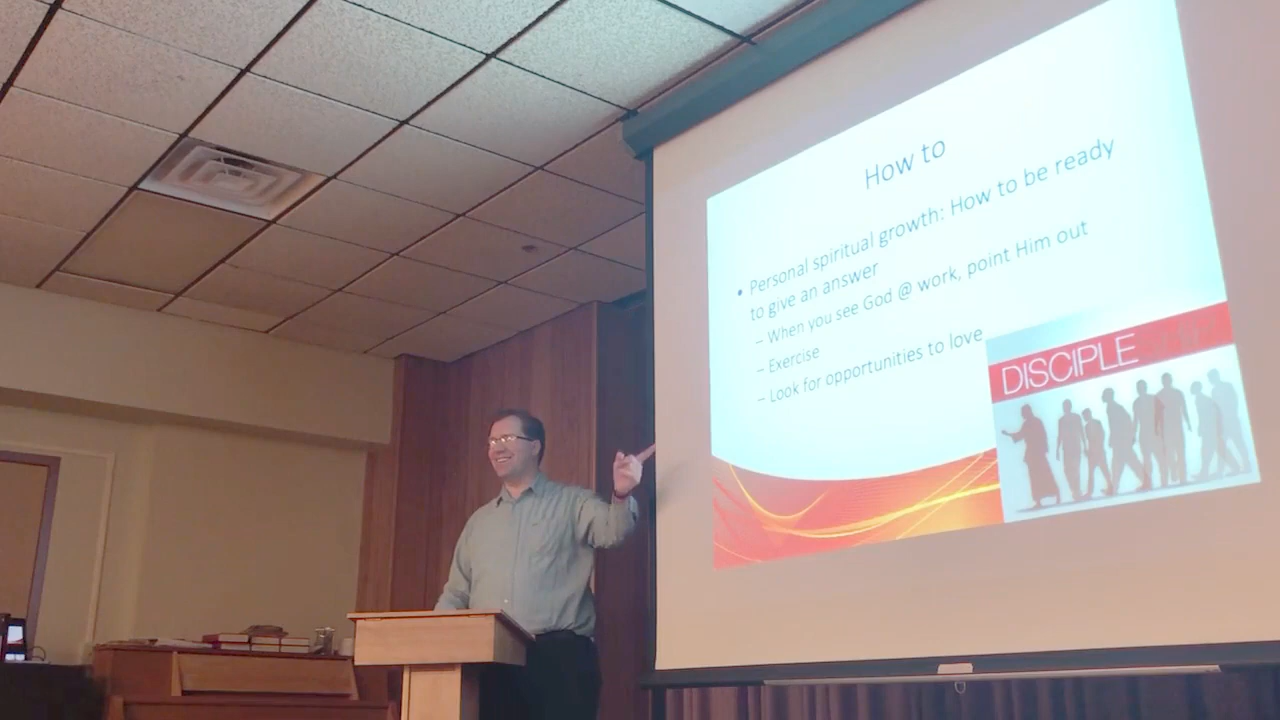 How to
• Personal spiritual growth: How to be ready
to give an answer
– When you see God @ work, point Him out
– Exercise
– Look for opportunities to love
DISCIPLE